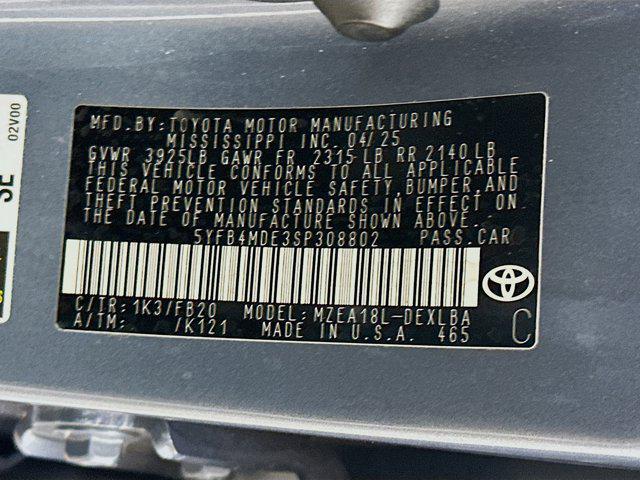 02V00
SE
MFD. BY: TOYOTA MOTOR MANUFACTURING
MISSISSIPPI INC. 04/25
GVWR 3925LB GAWR FR 2315 LB RR 2140 LB
THIS VEHICLE CONFORMS TO ALL APPLICABLE
FEDERAL MOTOR VEHICLE SAFETY, BUMPER, AND
THEFT PREVENTION STANDARDS IN EFFECT ON
THE DATE OF MANUFACTURE SHOWN ABOVE.
5YFB4MDE3SP308802 PASS. CAR
C/TR: 1K3/FB20 MODEL: MZEA18L-DEXLBA
A/TM: /K121 MADE IN U.S.A. 465
C